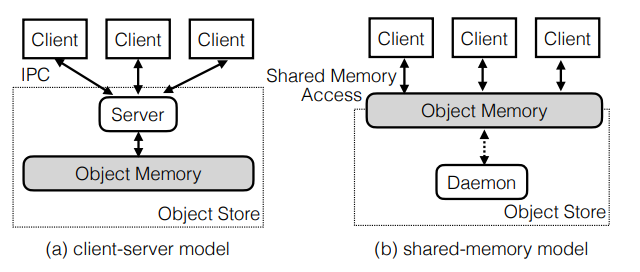 Client Client Client
IPC
Server
Object Memory
Object Store
(a) client-server model
Client Client Client
Shared Memory
Access
Object Memory
Daemon
Object Store
(b) shared-memory model